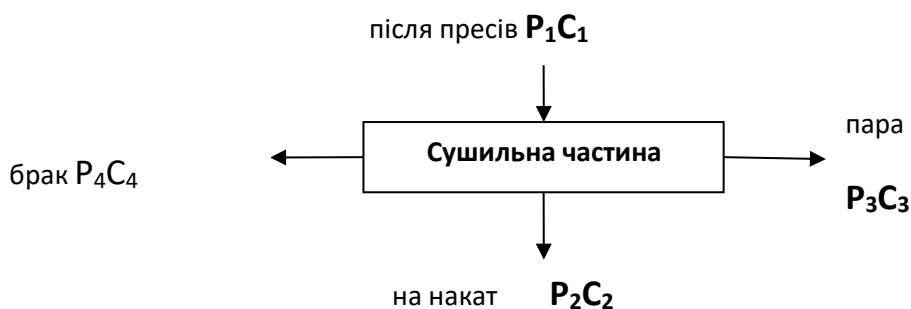 після пресів P₁C₁
пара
Сушильна частина
брак P₄C₄
P₃C₃
на накат P₂C₂